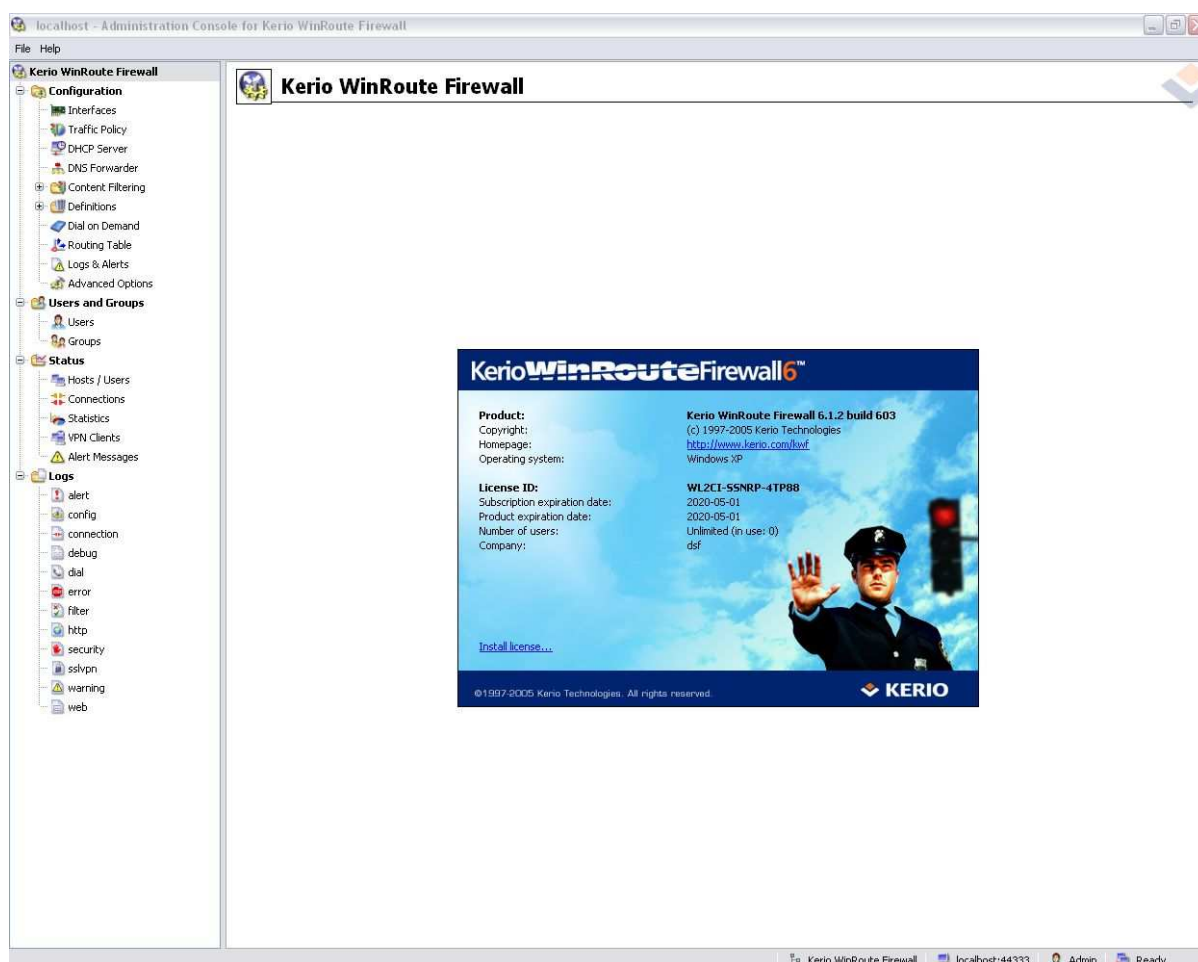 localhost - Administration Console for Kerio WinRoute Firewall
File Help
Kerio WinRoute Firewall
Configuration
Interfaces
Traffic Policy
DHCP Server
DNS Forwarder
Content Filtering
Definitions
Dial on Demand
Routing Table
Logs & Alerts
Advanced Options
Users and Groups
Users
Groups
Status
Hosts / Users
Connections
Statistics
VPN Clients
Alert Messages
Logs
alert
config
connection
debug
dial
error
filter
http
security
sslvpn
warning
web
Kerio WinRoute Firewall
KerioWinRouteFirewall6™
Product: Kerio WinRoute Firewall 6.1.2 build 603
Copyright: (c) 1997-2005 Kerio Technologies
Homepage: http://www.kerio.com/kwf
Operating system: Windows XP
License ID: WL2CI-5SNRP-4TP88
Subscription expiration date: 2020-05-01
Product expiration date: 2020-05-01
Number of users: Unlimited (in use: 0)
Company: dsf
Install license...
©1997-2005 Kerio Technologies. All rights reserved.
KERIO
Kerio WinRoute Firewall localhost:44333 Admin Ready